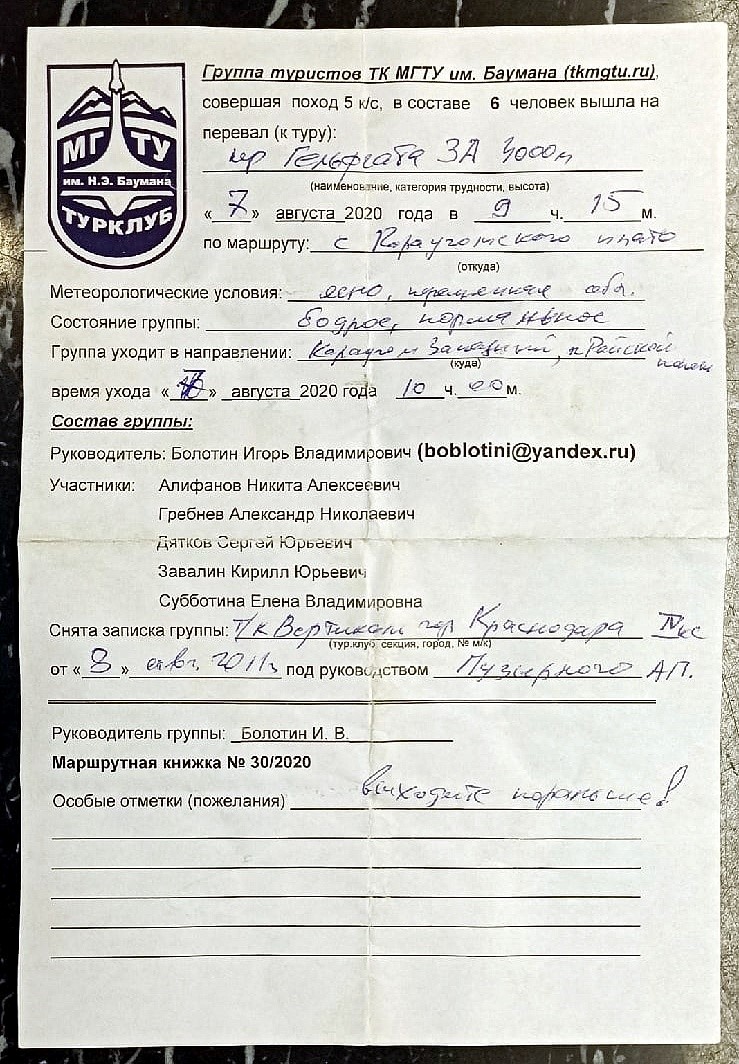 МГ ТУ
им. Н.Э. Баумана
ТУРКЛУБ
Группа туристов ТК МГТУ им. Баумана (tkmgtu.ru),
совершая поход 5 к/с, в составе 6 человек вышла на
перевал (к туру):
пер Гельфгата 3А
(наименование, категория трудности, высота)
«7» августа 2020 года в 9 ч. 15 м.
по маршруту: с Караугомского плато
(откуда)
Метеорологические условия: ясно, переменная обл.
Состояние группы: бодрое, нормальное
Группа уходит в направлении: Караугом Западный, к Райской
поляне
(куда)
время ухода «7» августа 2020 года 10 ч. 00 м.
Состав группы:
Руководитель: Болотин Игорь Владимирович (boblotini@yandex.ru)
Участники: Алифанов Никита Алексеевич
Гребнев Александр Николаевич
Дятков Сергей Юрьевич
Завалин Кирилл Юрьевич
Субботина Елена Владимировна
Снята записка группы: Т/к Вертикаль гор Краснодара IV кс
(тур.клуб, секция, город, № м/к)
от «8» авг. 2011г под руководством Пузырного А.П.
Руководитель группы: Болотин И. В.
Маршрутная книжка № 30/2020
Особые отметки (пожелания) выходите пораньше!